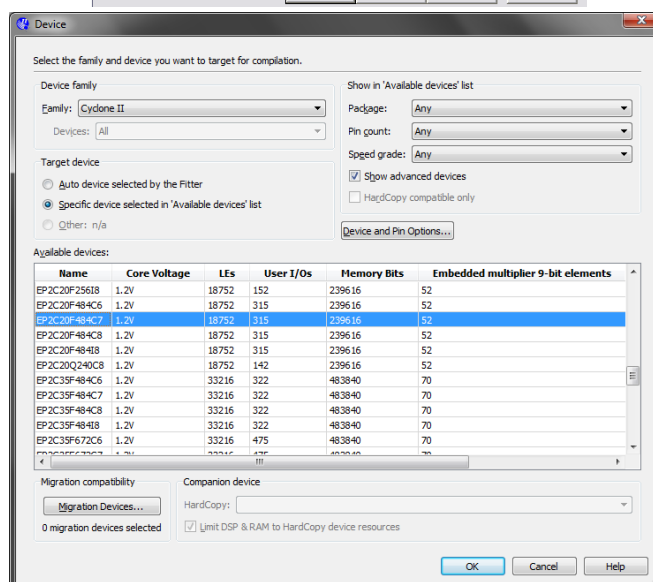 Device
Select the family and device you want to target for compilation.
Device family
Family: Cyclone II
Devices: All
Show in 'Available devices' list
Package: Any
Pin count: Any
Speed grade: Any
Show advanced devices
HardCopy compatible only
Target device
Auto device selected by the Fitter
Specific device selected in 'Available devices' list
Other: n/a
Device and Pin Options...
Available devices:
Name Core Voltage LEs User I/Os Memory Bits Embedded multiplier 9-bit elements
EP2C20F256I8 1.2V 18752 152 239616 52
EP2C20F484C6 1.2V 18752 315 239616 52
EP2C20F484C7 1.2V 18752 315 239616 52
EP2C20F484C8 1.2V 18752 315 239616 52
EP2C20F484I8 1.2V 18752 315 239616 52
EP2C20Q240C8 1.2V 18752 142 239616 52
EP2C35F484C6 1.2V 33216 322 483840 70
EP2C35F484C7 1.2V 33216 322 483840 70
EP2C35F484C8 1.2V 33216 322 483840 70
EP2C35F484I8 1.2V 33216 322 483840 70
EP2C35F672C6 1.2V 33216 475 483840 70
Migration compatibility
Migration Devices...
0 migration devices selected
Companion device
HardCopy:
Limit DSP & RAM to HardCopy device resources
OK Cancel Help